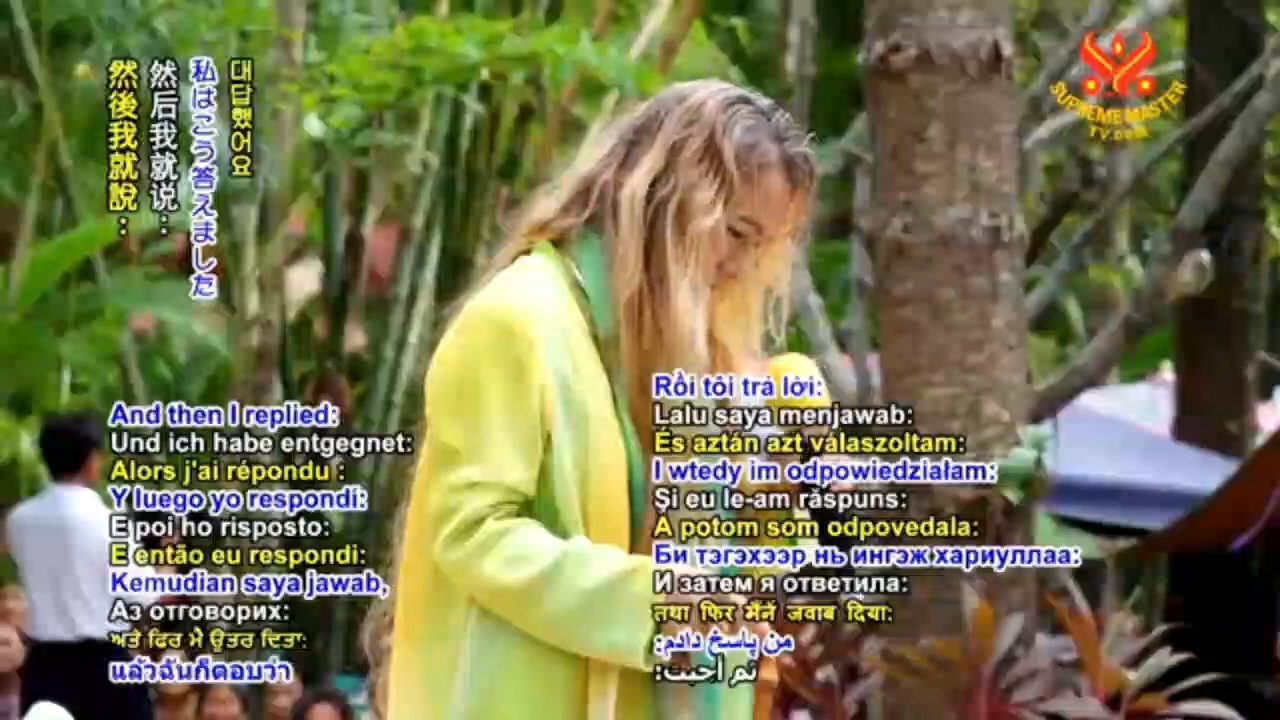 대답했어요
私はこう答えました
然后我就说：
然後我就說：
SUPREME MASTER
TV.com
And then I replied:
Und ich habe entgegnet:
Alors j'ai répondu :
Y luego yo respondí:
E poi ho risposto:
E então eu respondi:
Kemudian saya jawab,
Аз отговорих:
ਅਤੇ ਫਿਰ ਮੈ ਉਤਰ ਦਿਤਾ:
แล้วฉันก็ตอบว่า
Rồi tôi trả lời:
Lalu saya menjawab:
És aztán azt válaszoltam:
I wtedy im odpowiedziałam:
Şi eu le-am răspuns:
A potom som odpovedala:
Би тэгэхээр нь ингэж хариуллаа:
И затем я ответила:
तथा फिर मैंनें जवाब दिया:
من پاسخ دادم:
ثم أجبت: